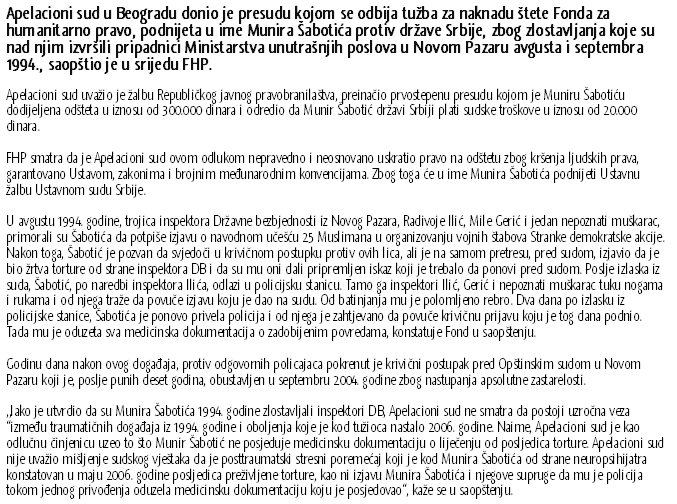 Apelacioni sud u Beogradu donio je presudu kojom se odbija tužba za naknadu štete Fonda za
humanitarno pravo, podnijeta u ime Munira Šabotića protiv države Srbije, zbog zlostavljanja koje su
nad njim izvršili pripadnici Ministarstva unutrašnjih poslova u Novom Pazaru avgusta i septembra
1994., saopštio je u srijedu FHP.
Apelacioni sud uvažio je žalbu Republičkog javnog pravobranilaštva, preinačio prvostepenu presudu kojom je Muniru Šabotiću
dodijeljena odšteta u iznosu od 300.000 dinara i odredio da Munir Šabotić državi Srbiji plati sudske troškove u iznosu od 20.000
dinara.
FHP smatra da je Apelacioni sud ovom odlukom nepravedno i neosnovano uskratio pravo na odštetu zbog kršenja ljudskih prava,
garantovano Ustavom, zakonima i brojnim međunarodnim konvencijama. Zbog toga će u ime Munira Šabotića podnijeti Ustavnu
žalbu Ustavnom sudu Srbije.
U avgustu 1994. godine, trojica inspektora Državne bezbjednosti iz Novog Pazara, Radivoje Ilić, Mile Gerić i jedan nepoznati muškarac,
primorali su Šabotića da potpiše izjavu o navodnom učešću 25 Muslimana u organizovanju vojnih štabova Stranke demokratske akcije.
Nakon toga, Šabotić je pozvan da svjedoči u krivičnom postupku protiv ovih lica, ali je na samom pretresu, pred sudom, izjavio da je
bio žrtva torture od strane inspektora DB i da su mu oni dali pripremljen iskaz koji je trebalo da ponovi pred sudom. Poslje izlaska iz
suda, Šabotić, po naredbi inspektora Ilića, odlazi u policijsku stanicu. Tamo ga inspektori Ilić, Gerić i nepoznati muškarac tuku nogama
i rukama i od njega traže da povuče izjavu koju je dao na sudu. Od batinjanja mu je polomljeno rebro. Dva dana po izlasku iz
policijske stanice, Šabotića je ponovo privela policija i od njega je zahtjevano da povuče krivičnu prijavu koju je tog dana podnio.
Tada mu je oduzeta sva medicinska dokumentacija o zadobijenim povredama, konstatuje Fond u saopštenju.
Godinu dana nakon ovog događaja, protiv odgovornih policajaca pokrenut je krivični postupak pred Opštinskim sudom u Novom
Pazaru koji je, poslje punih deset godina, obustavljen u septembru 2004. godine zbog nastupanja apsolutne zastarelosti.
„Iako je utvrdio da su Munira Šabotića 1994. godine zlostavljali inspektori DB, Apelacioni sud ne smatra da postoji uzročna veza
“između traumatičnih događaja iz 1994. godine i oboljenja koje je kod tužioca nastalo 2006. godine. Naime, Apelacioni sud je kao
odlučnu činjenicu uzeo to što Munir Šabotić ne posjeduje medicinsku dokumentaciju o liječenju od posljedica torture. Apelacioni sud
nije uvažio mišljenje sudskog vještaka da je posttraumatski stresni poremećaj koji je kod Munira Šabotića od strane neuropsihijatra
konstatovan u maju 2006. godine posljedica preživljene torture, kao ni izjavu Munira Šabotića i njegove supruge da mu je policija
tokom jednog privođenja oduzela medicinsku dokumentaciju koju je posjedovao“, kaže se u saopštenju.